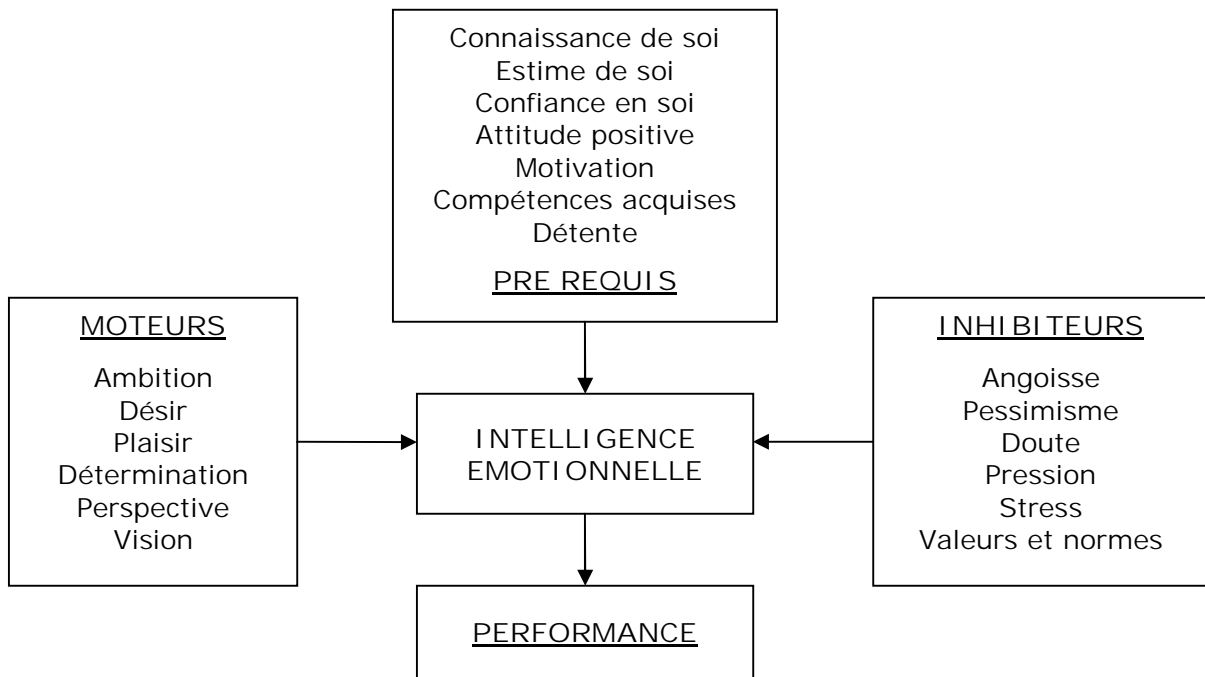 Connaissance de soi
Estime de soi
Confiance en soi
Attitude positive
Motivation
Compétences acquises
Détente
PRE REQUIS
MOTEURS
Ambition
Désir
Plaisir
Détermination
Perspective
Vision
INTELLIGENCE
EMOTIONNELLE
INHIBITEURS
Angoisse
Pessimisme
Doute
Pression
Stress
Valeurs et normes
PERFORMANCE